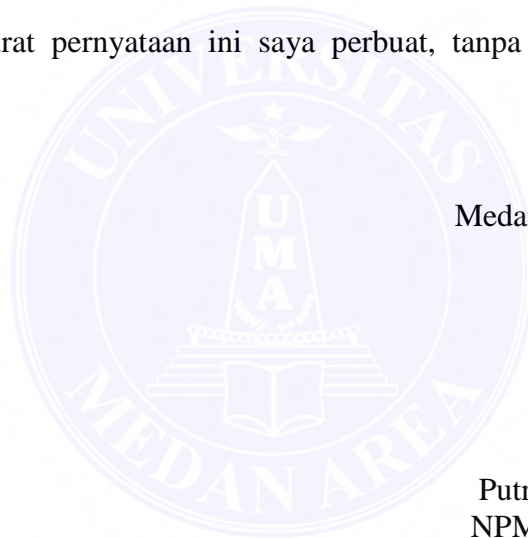 rat pernyataan ini saya perbuat, tanpa
UNIVERSITAS
U
M
A
Meda
MEDAN AREA
Putr
NPM